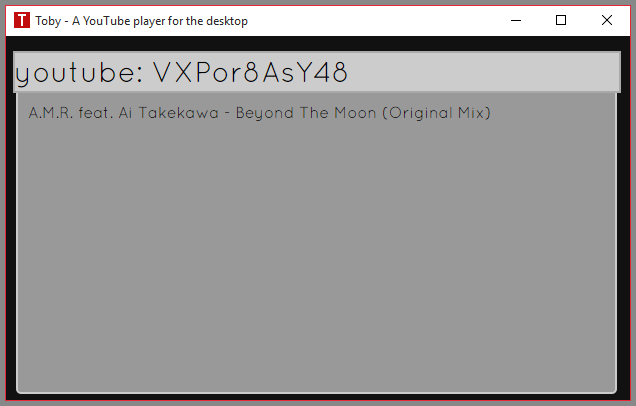 T Toby - A YouTube player for the desktop
youtube: VXPor8AsY48
A.M.R. feat. Ai Takekawa - Beyond The Moon (Original Mix)